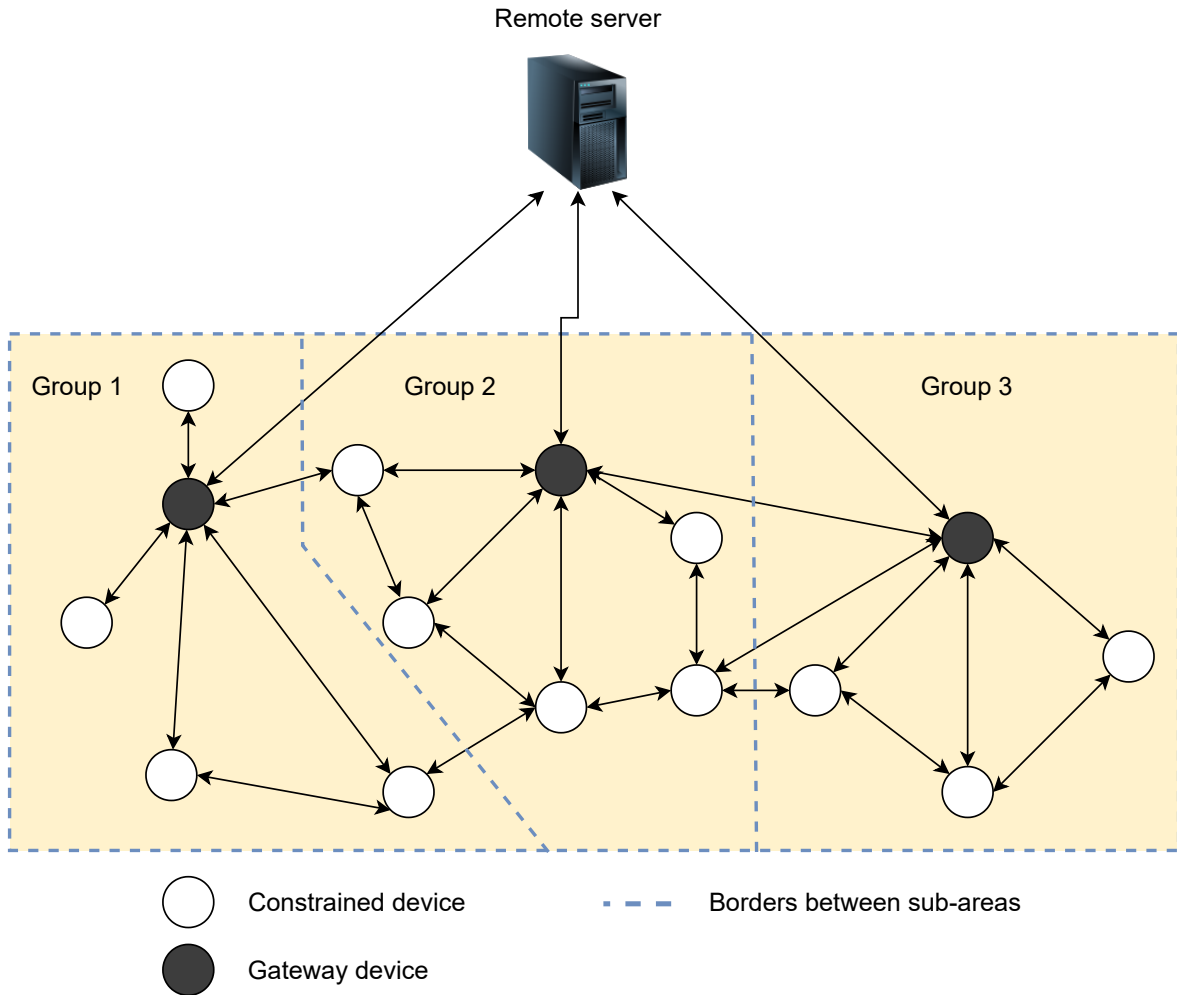 Remote server
Group 1
Group 2
Group 3
Constrained device
Borders between sub-areas
Gateway device